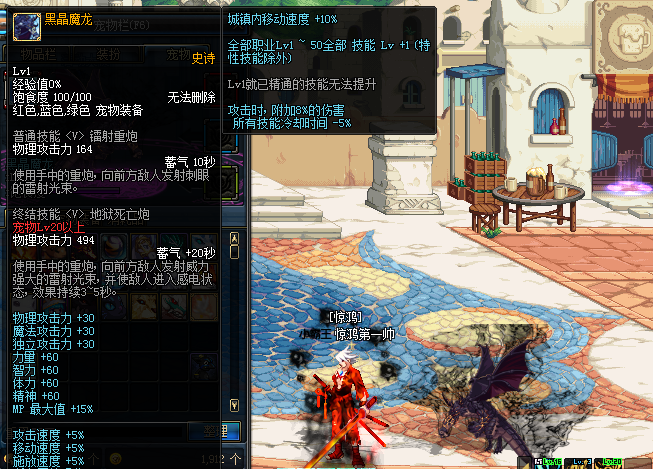 黑晶魔龙
宠物栏(F6)
史诗
Lv1
经验值0%
饱食度 100/100
无法删除
红色,蓝色,绿色 宠物装备
普通技能 <V> 镭射重炮
物理攻击力 164
蓄气 10秒
使用手中的重炮, 向前方敌人发射刺眼
的雷射光束。
终结技能 <V> 地狱死亡炮
宠物Lv20以上
物理攻击力 494
蓄气 +20秒
使用手中的重炮, 向前方敌人发射威力
强大的雷射光束, 并使敌人进入感电状
态, 效果持续3~5秒。
物理攻击力 +30
魔法攻击力 +30
独立攻击力 +30
力量 +60
智力 +60
体力 +60
精神 +60
MP 最大值 +15%
攻击速度 +5%
移动速度 +5%
施放速度 +5%
城镇内移动速度 +10%
全部职业Lv1 ~ 50全部 技能 Lv +1 (特
性技能除外)
Lv1就已精通的技能无法提升
攻击时, 附加8%的伤害
所有技能冷却时间 -5%
物品栏
装扮
宠物
[惊鸿]
惊鸿第一帅